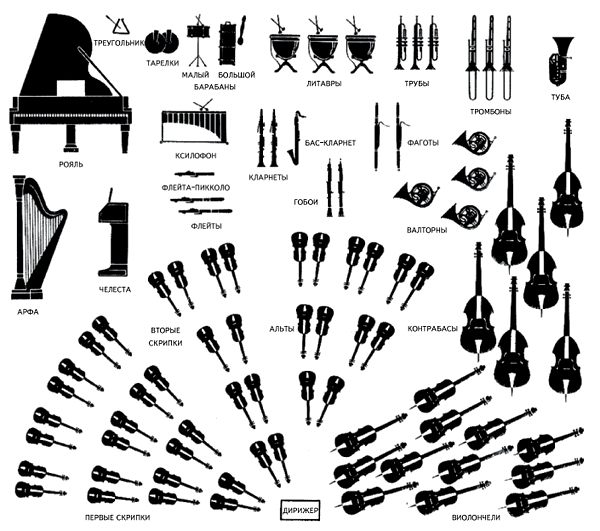 ТРЕУГОЛЬНИК
ТАРЕЛКИ
МАЛЫЙ БОЛЬШОЙ
БАРАБАНЫ
ЛИТАВРЫ
ТРУБЫ
ТРОМБОНЫ
ТУБА
РОЯЛЬ
КСИЛОФОН
КЛАРНЕТЫ
БАС-КЛАРНЕТ
ФАГОТЫ
ФЛЕЙТА-ПИККОЛО
ФЛЕЙТЫ
ГОБОИ
ВАЛТОРНЫ
АРФА
ЧЕЛЕСТА
ВТОРЫЕ
СКРИПКИ
АЛЬТЫ
КОНТРАБАСЫ
ПЕРВЫЕ СКРИПКИ
ДИРИЖЕР
ВИОЛОНЧЕЛИ